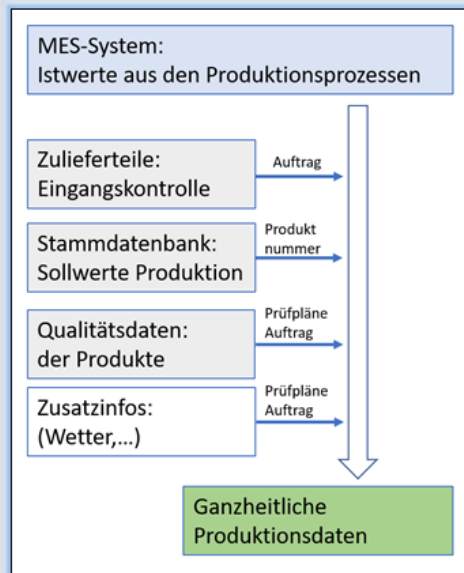 MES-System:
Istwerte aus den Produktionsprozessen
Zulieferteile:
Eingangskontrolle
Auftrag
Stammdatenbank:
Sollwerte Produktion
Produkt
nummer
Qualitätsdaten:
der Produkte
Prüfpläne
Auftrag
Zusatzinfos:
(Wetter,...)
Prüfpläne
Auftrag
Ganzheitliche
Produktionsdaten